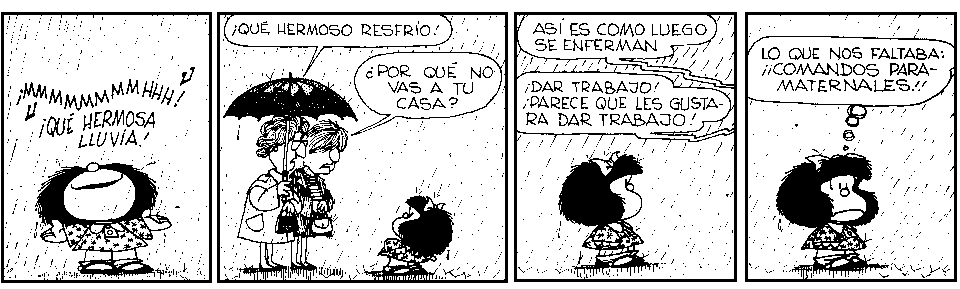 ¡MMMMMMMMHHH!
¡QUÉ HERMOSA
LLUVIA!
¡QUÉ HERMOSO RESFRÍO!
¿POR QUÉ NO
VAS A TU
CASA?
ASÍ ES COMO LUEGO
SE ENFERMAN
¡DAR TRABAJO!
¡PARECE QUE LES GUSTA-
RA DAR TRABAJO!
LO QUE NOS FALTABA:
¡¡COMANDOS PARA-
MATERNALES!!